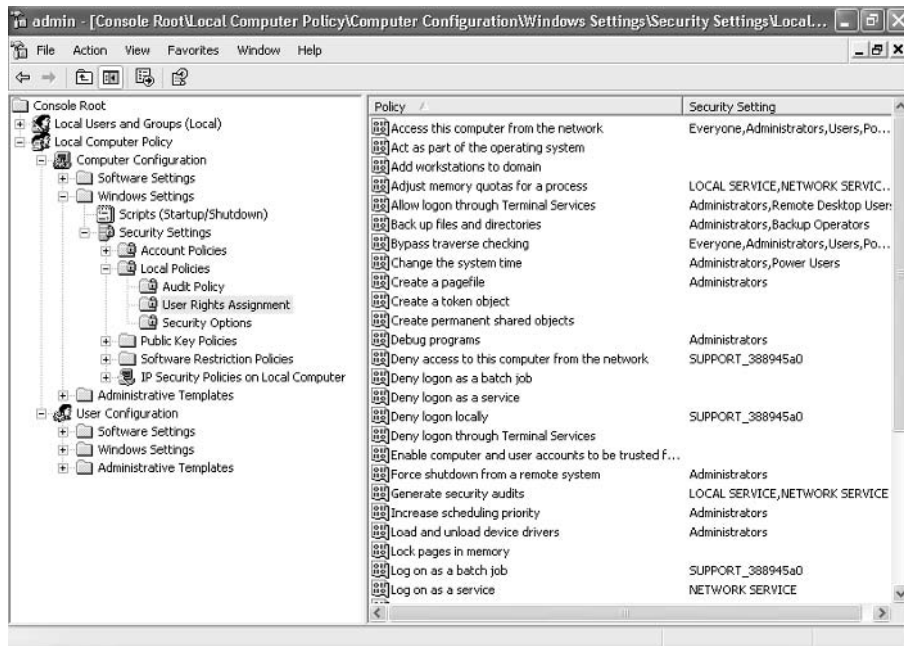 admin - [Console Root\Local Computer Policy\Computer Configuration\Windows Settings\Security Settings\Local...
File Action View Favorites Window Help
Console Root
Local Users and Groups (Local)
Local Computer Policy
Computer Configuration
Software Settings
Windows Settings
Scripts (Startup/Shutdown)
Security Settings
Account Policies
Local Policies
Audit Policy
User Rights Assignment
Security Options
Public Key Policies
Software Restriction Policies
IP Security Policies on Local Computer
Administrative Templates
User Configuration
Software Settings
Windows Settings
Administrative Templates
Policy Security Setting
Access this computer from the network Everyone,Administrators,Users,Po...
Act as part of the operating system
Add workstations to domain
Adjust memory quotas for a process LOCAL SERVICE,NETWORK SERVIC...
Allow logon through Terminal Services Administrators,Remote Desktop User
Back up files and directories Administrators,Backup Operators
Bypass traverse checking Everyone,Administrators,Users,Po...
Change the system time Administrators,Power Users
Create a pagefile Administrators
Create a token object
Create permanent shared objects
Debug programs Administrators
Deny access to this computer from the network SUPPORT_388945a0
Deny logon as a batch job
Deny logon as a service
Deny logon locally SUPPORT_388945a0
Deny logon through Terminal Services
Enable computer and user accounts to be trusted f...
Force shutdown from a remote system Administrators
Generate security audits LOCAL SERVICE,NETWORK SERVICE
Increase scheduling priority Administrators
Load and unload device drivers Administrators
Lock pages in memory
Log on as a batch job SUPPORT_388945a0
Log on as a service NETWORK SERVICE